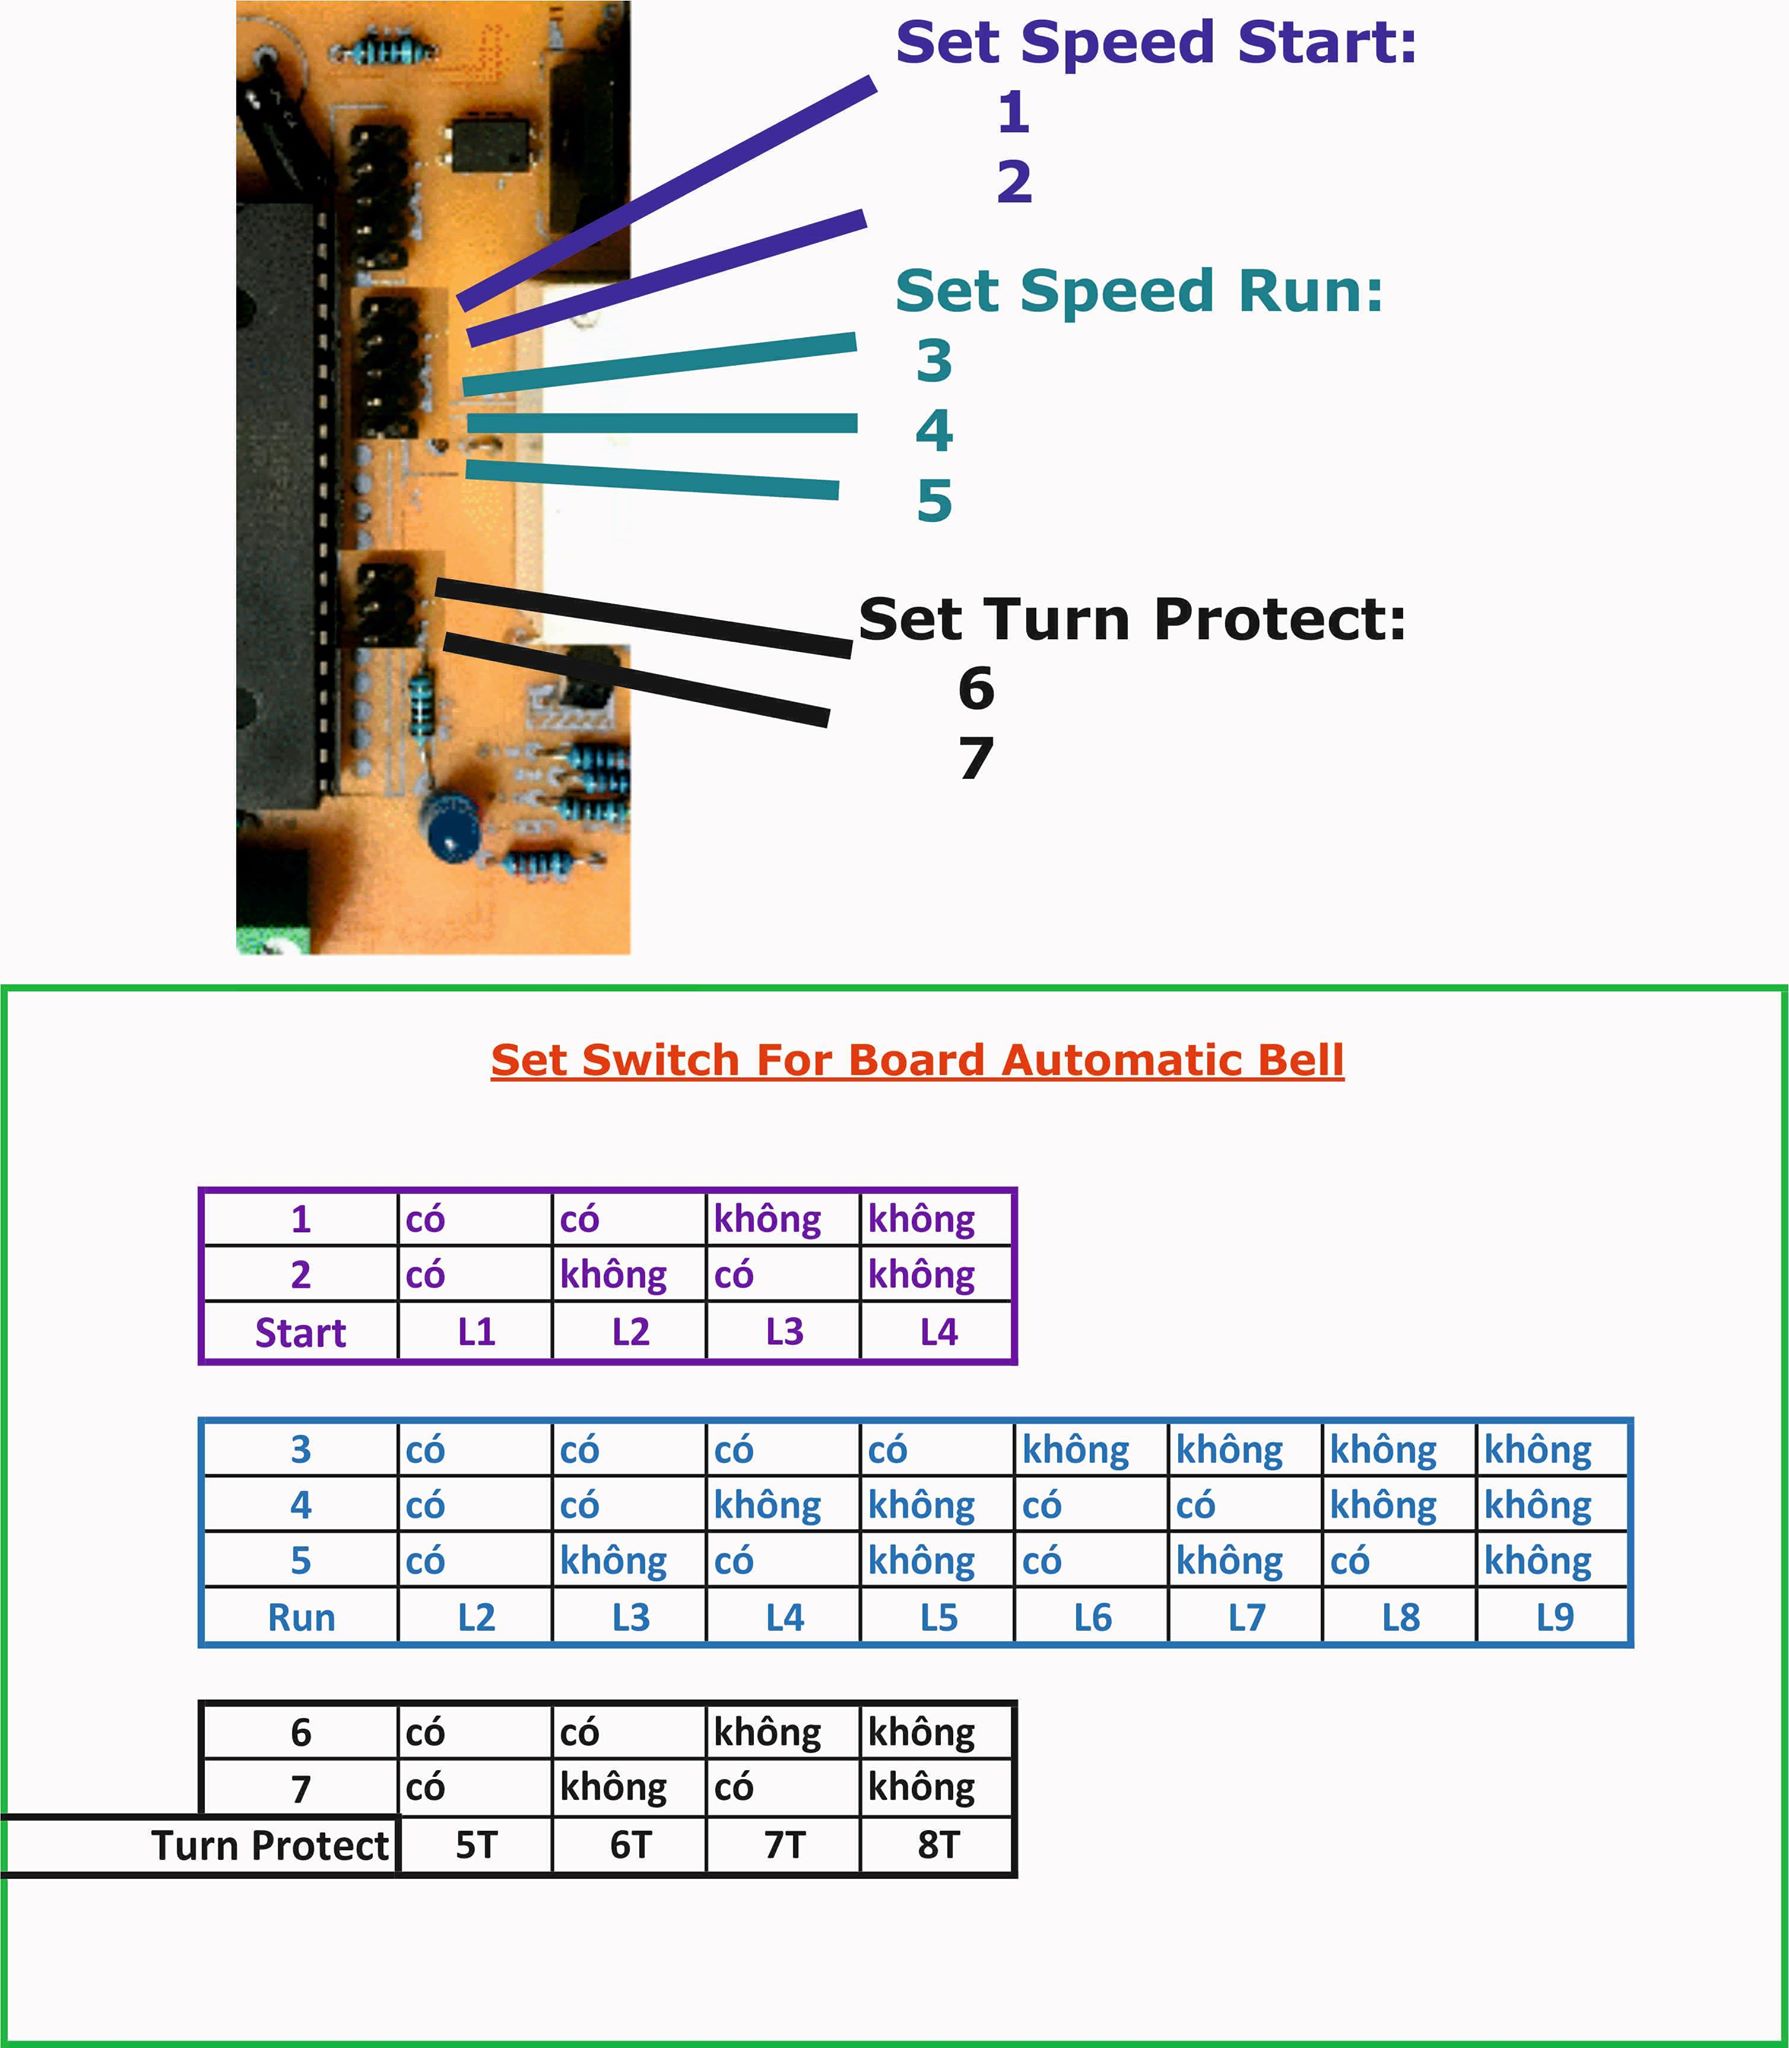 Set Speed Start:
1
2
Set Speed Run:
3
4
5
Set Turn Protect:
6
7
Set Switch For Board Automatic Bell
1 có có không không
2 có không có không
Start L1 L2 L3 L4
3 có có có có không không không không
4 có có không không có có không không
5 có không có không có không có không
Run L2 L3 L4 L5 L6 L7 L8 L9
6 có có không không
7 có không có không
Turn Protect 5T 6T 7T 8T